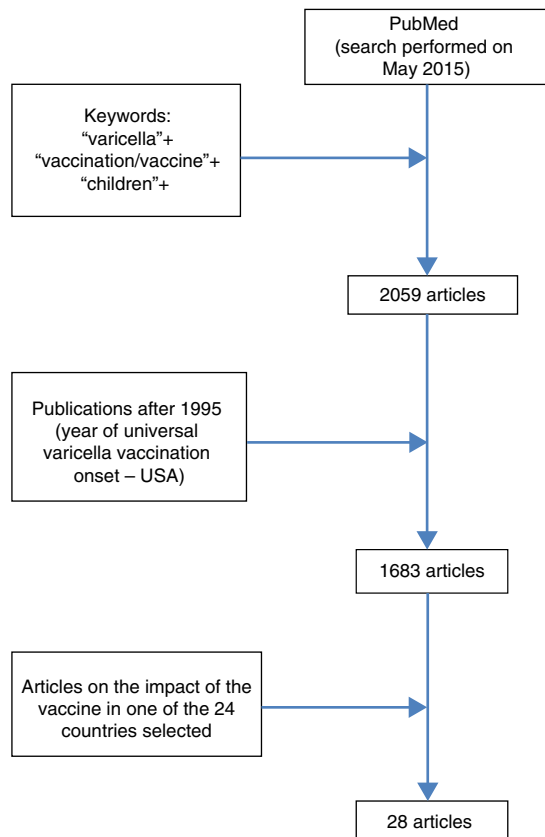 PubMed
(search performed on
May 2015)
Keywords:
“varicella”+
“vaccination/vaccine”+
“children”+
2059 articles
Publications after 1995
(year of universal
varicella vaccination
onset – USA)
1683 articles
Articles on the impact of the
vaccine in one of the 24
countries selected
28 articles